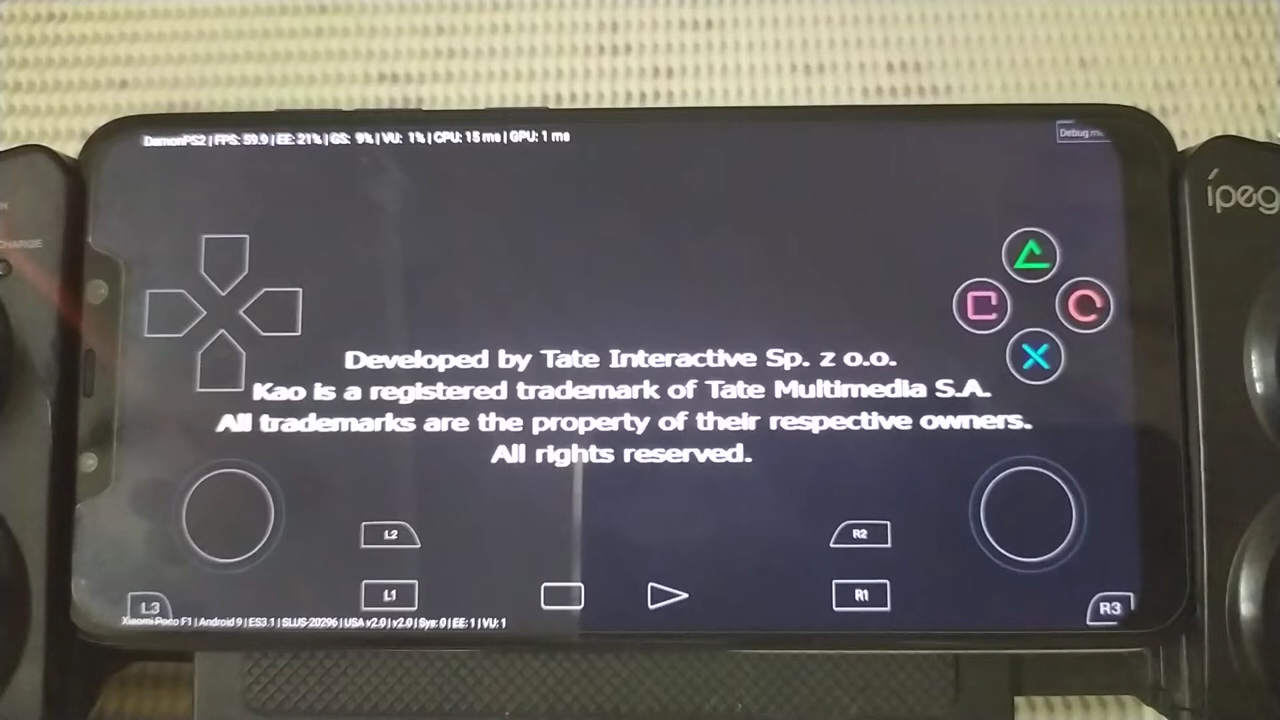 DamonPS2 | FPS: 59.9 | EE: 21% | GS: 9% | VU: 1% | CPU: 15 ms | GPU: 1 ms
Debug
CHARGE
ípeg
Developed by Tate Interactive Sp. z o.o.
Kao is a registered trademark of Tate Multimedia S.A.
All trademarks are the property of their respective owners.
All rights reserved.
L2
R2
L1
R1
L3
R3
Xiaomi Poco F1 | Android 9 | ES3.1 | SLUS-20296 | USA v2.0 | v2.0 | Sys: 0 | EE: 1 | VU: 1